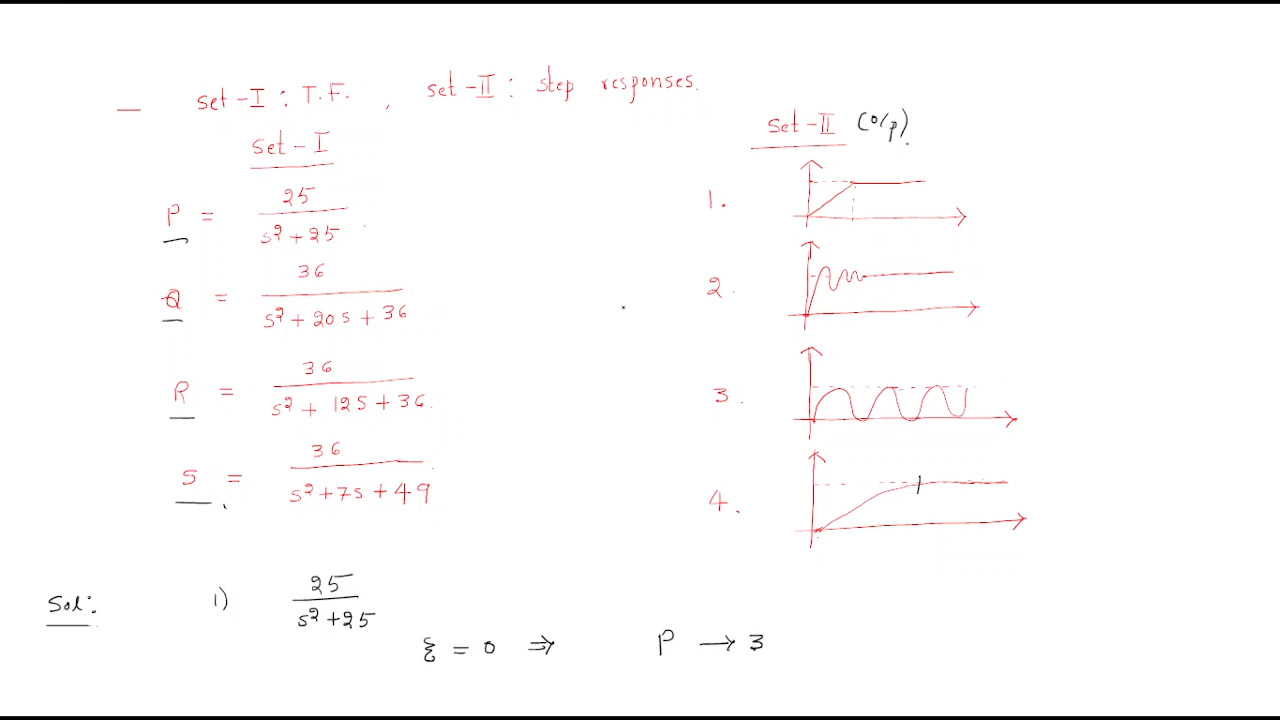 — set-I : T.F. , set-II : step responses.
set-I
P = 25 / s² + 25
Q = 36 / s² + 20s + 36
R = 36 / s² + 12s + 36
S = 36 / s² + 7s + 49
set-II (o/p)
1.
2.
3.
4.
Sol:
1) 25 / s² + 25
ξ = 0 ⇒ P → 3